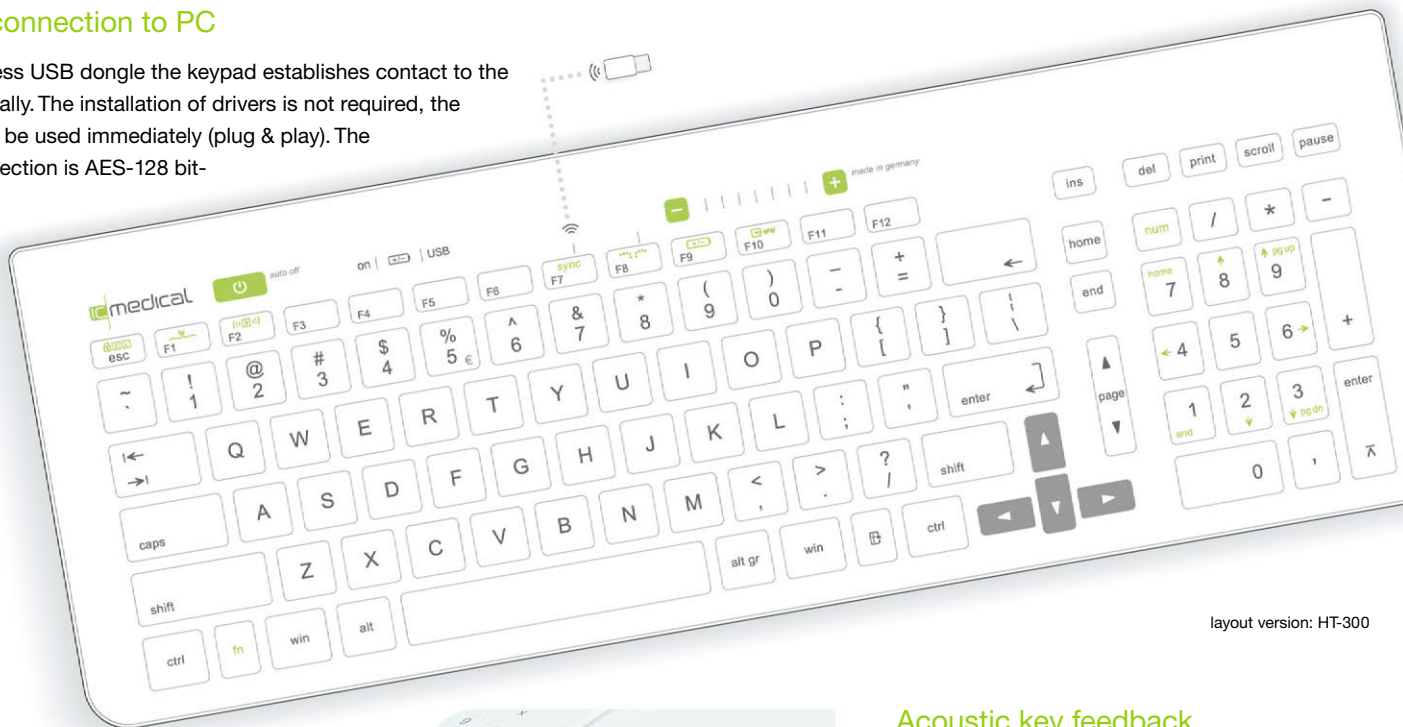 connection to PC
ess USB dongle the keypad establishes contact to the
ally. The installation of drivers is not required, the
be used immediately (plug & play). The
ection is AES-128 bit-
made in germany
− +
ic medical auto off on | +/− | USB
esc F1 F2 F3 F4 F5 F6 sync F7 F8 F9 F10 F11 F12
ins del print scroll pause
~ ` ! 1 @ 2 # 3 $ 4 % 5 € ^ 6 & 7 * 8 ( 9 ) 0 _ - + = ←
home num / * -
Q W E R T Y U I O P { [ } ] ¦ \
end home 7 8 9 pg up +
caps A S D F G H J K L : ; " ' enter
page 4 5 6
shift Z X C V B N M < , > . ? / shift
1 end 2 3 pg dn enter
ctrl fn win alt alt gr win ctrl
0 ,
layout version: HT-300
Acoustic key feedback